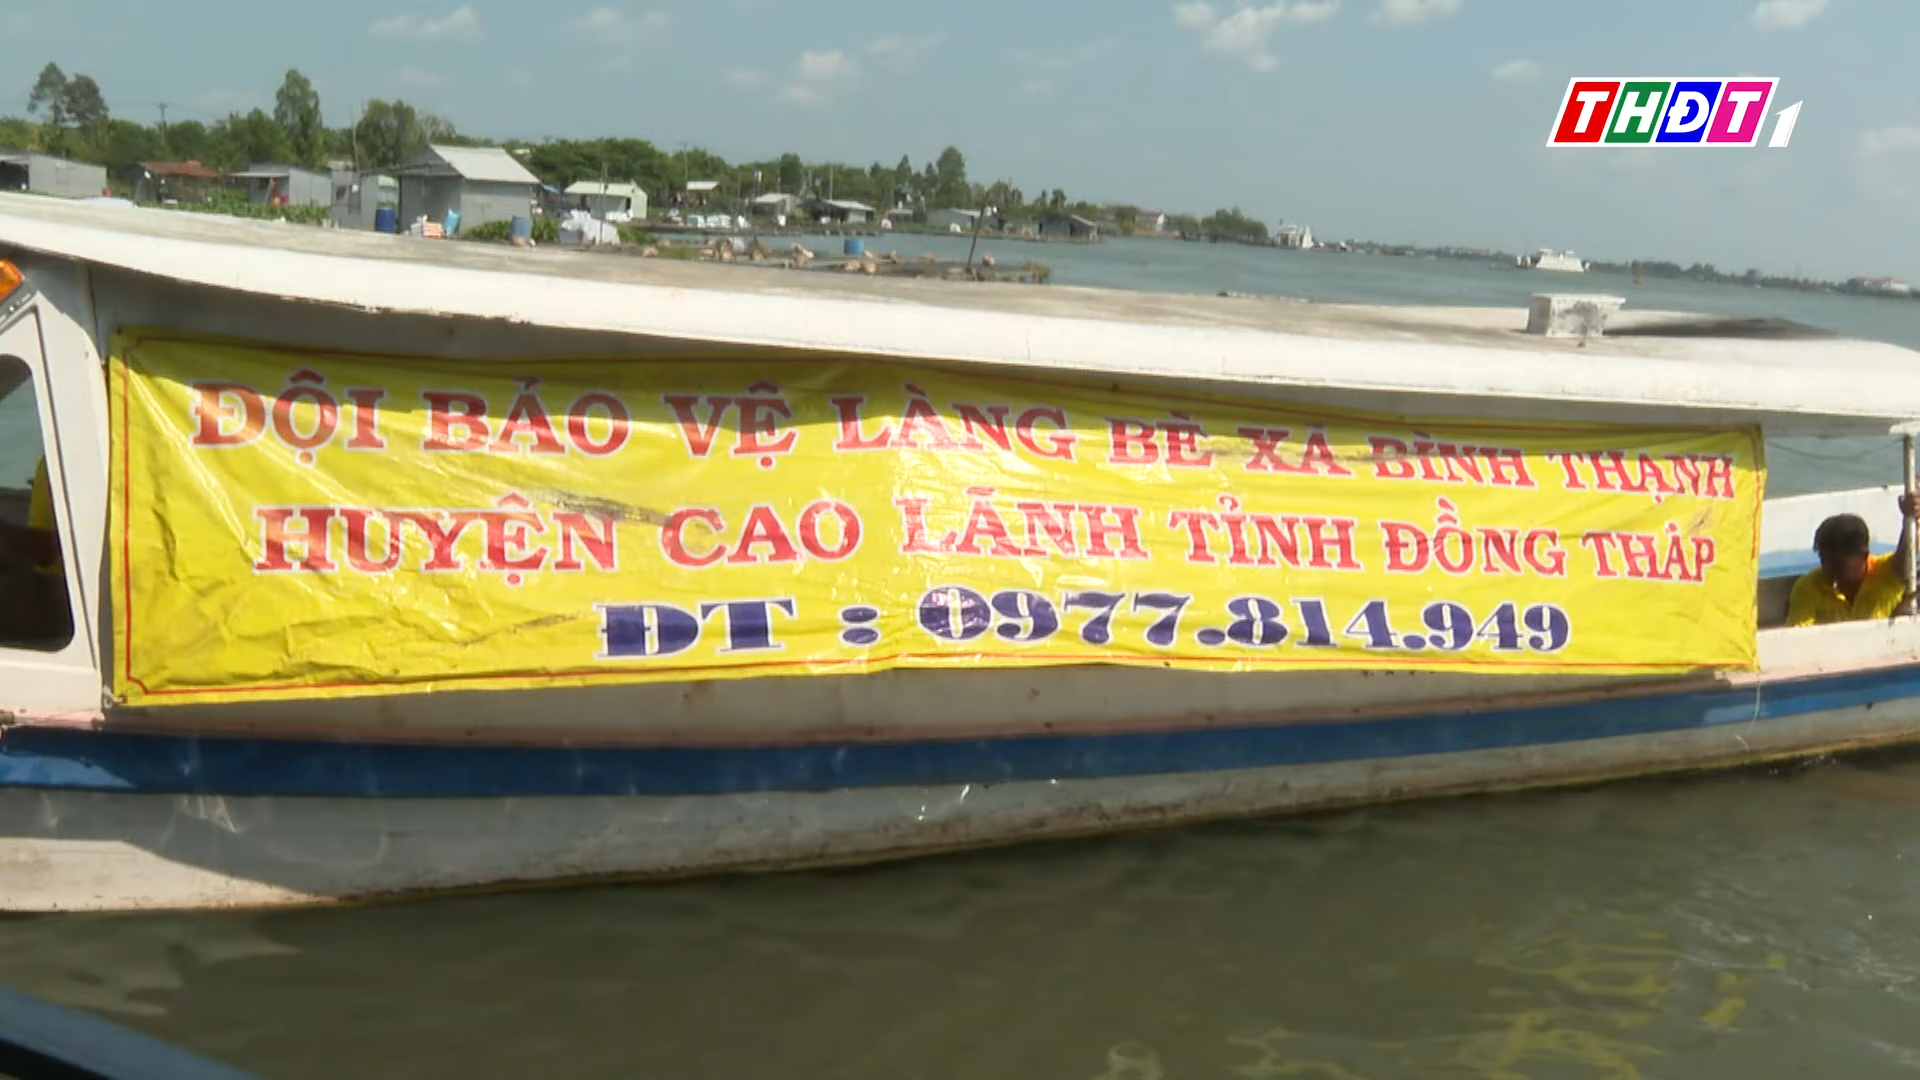 THĐT1
ĐỘI BẢO VỆ LÀNG BÈ XÃ BÌNH THẠNH
HUYỆN CAO LÃNH TỈNH ĐỒNG THÁP
ĐT : 0977.814.949